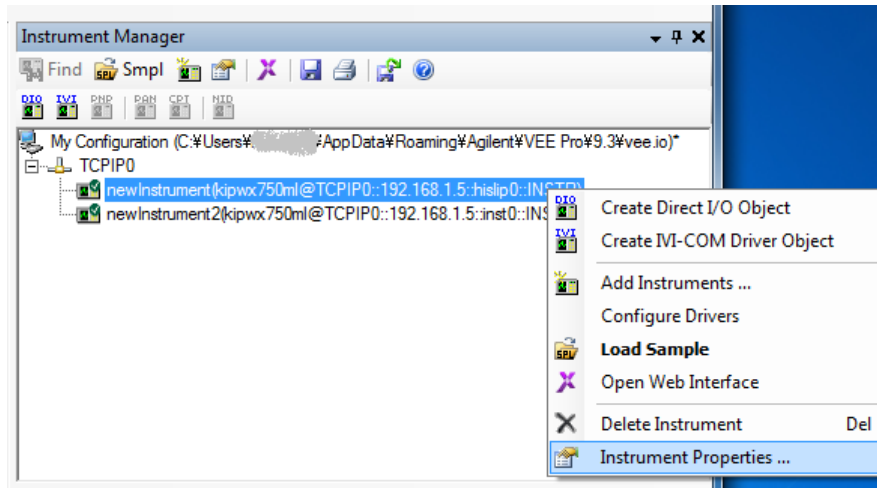 Instrument Manager
Find Smpl
DIO IVI PNP PAN CPT NID
My Configuration (C:¥Users¥ ¥AppData¥Roaming¥Agilent¥VEE Pro¥9.3¥vee.io)*
TCPIP0
newInstrument(kipwx750ml@TCPIP0::192.168.1.5::hislip0::INSTR)
newInstrument2(kipwx750ml@TCPIP0::192.168.1.5::inst0::INS
DIO Create Direct I/O Object
IVI Create IVI-COM Driver Object
Add Instruments ...
Configure Drivers
SPL Load Sample
Open Web Interface
Delete Instrument Del
Instrument Properties ...